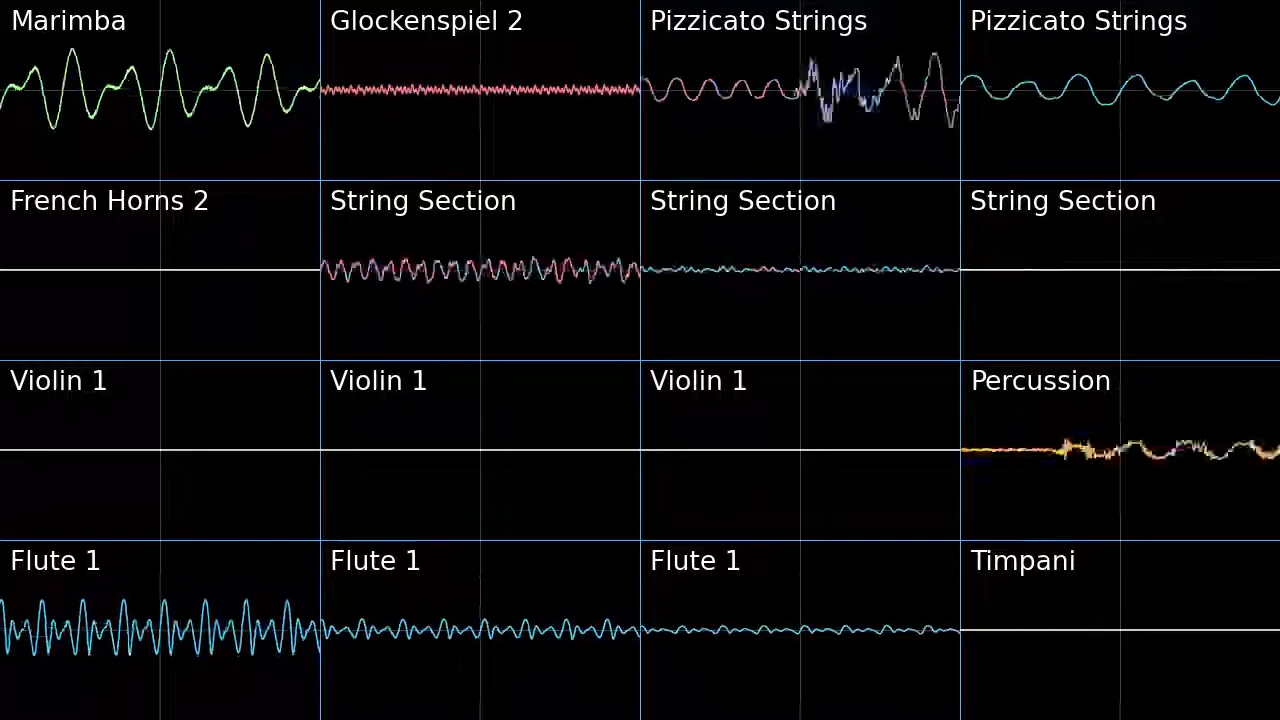 Marimba
Glockenspiel 2
Pizzicato Strings
Pizzicato Strings
French Horns 2
String Section
String Section
String Section
Violin 1
Violin 1
Violin 1
Percussion
Flute 1
Flute 1
Flute 1
Timpani